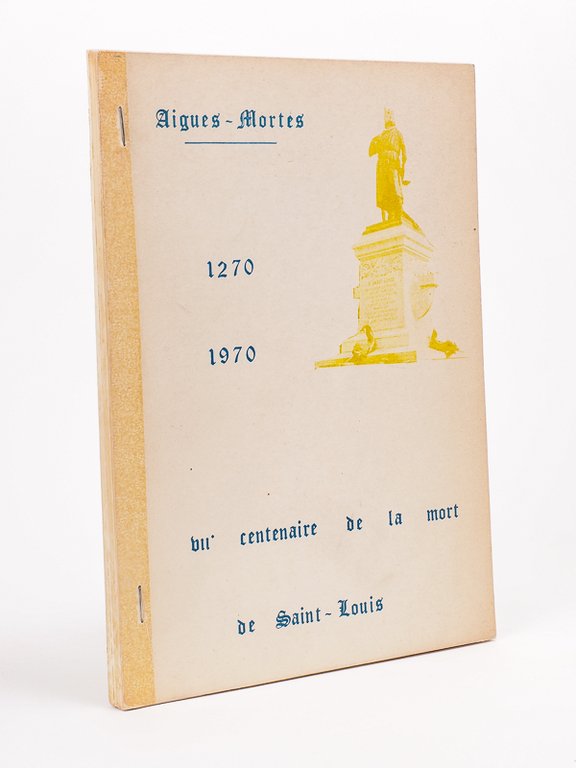 Aigues-Mortes
1270
1970
VII° centenaire de la mort
de Saint-Louis